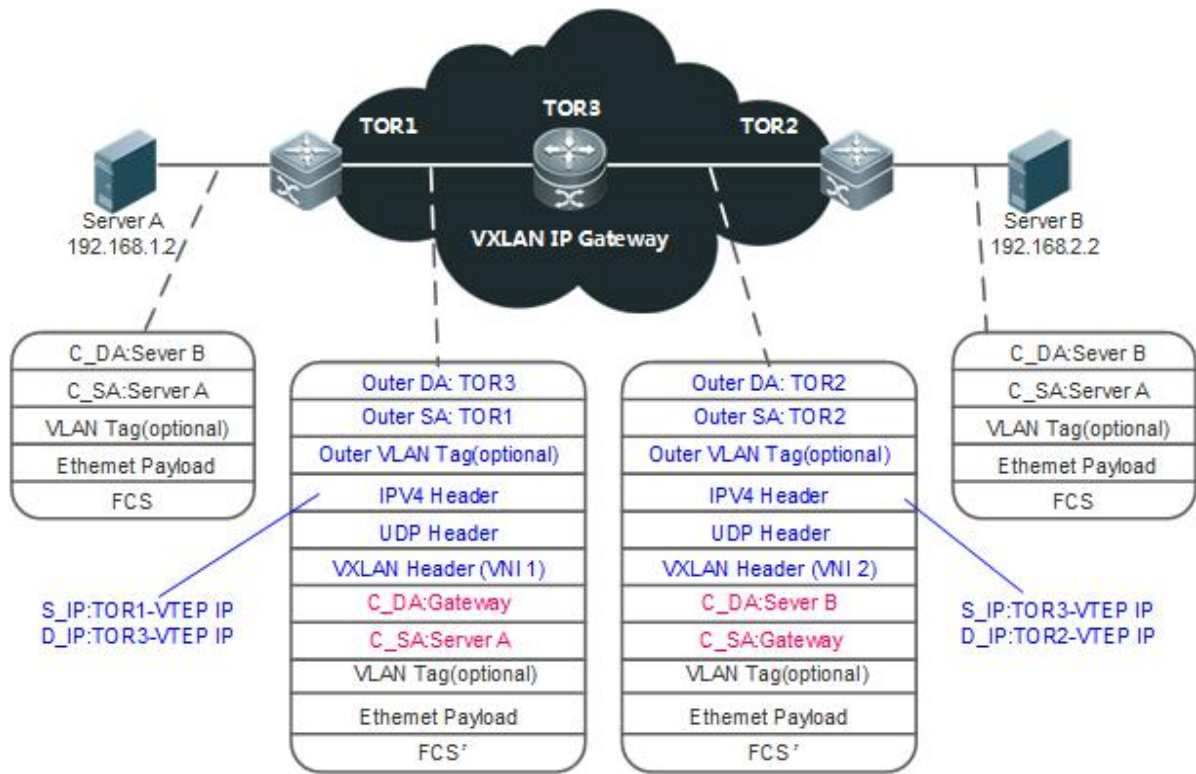 TOR3
TOR1
TOR2
Server A
192.168.1.2
VXLAN IP Gateway
Server B
192.168.2.2
C_DA:Sever B
C_SA:Server A
VLAN Tag(optional)
Ethemet Payload
FCS
Outer DA: TOR3
Outer SA: TOR1
Outer VLAN Tag(optional)
IPV4 Header
UDP Header
VXLAN Header (VNI 1)
C_DA:Gateway
C_SA:Server A
VLAN Tag(optional)
Ethemet Payload
FCS'
S_IP:TOR1-VTEP IP
D_IP:TOR3-VTEP IP
Outer DA: TOR2
Outer SA: TOR2
Outer VLAN Tag(optional)
IPV4 Header
UDP Header
VXLAN Header (VNI 2)
C_DA:Sever B
C_SA:Gateway
VLAN Tag(optional)
Ethemet Payload
FCS'
C_DA:Sever B
C_SA:Server A
VLAN Tag(optional)
Ethemet Payload
FCS
S_IP:TOR3-VTEP IP
D_IP:TOR2-VTEP IP